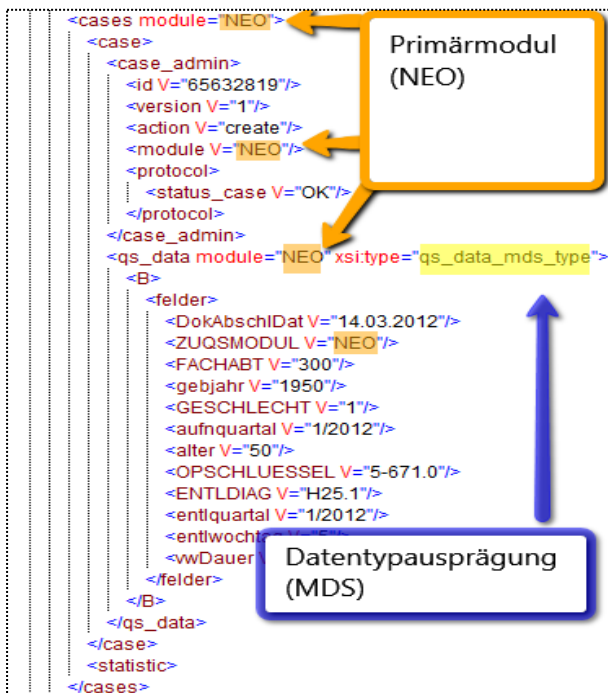 <cases module="NEO">
<case>
<case_admin>
<id V="65632819"/>
<version V="1"/>
<action V="create"/>
<module V="NEO"/>
<protocol>
<status_case V="OK"/>
</protocol>
</case_admin>
<qs_data module="NEO" xsi:type="qs_data_mds_type">
<B>
<felder>
<DokAbschlDat V="14.03.2012"/>
<ZUQSMODUL V="NEO"/>
<FACHABT V="300"/>
<gebjahr V="1950"/>
<GESCHLECHT V="1"/>
<aufnquartal V="1/2012"/>
<alter V="50"/>
<OPSCHLUESSEL V="5-671.0"/>
<ENTLDIAG V="H25.1"/>
<entlquartal V="1/2012"/>
<vwDauer
</felder>
</B>
</qs_data>
</case>
<statistic>
</cases>
Primärmodul
(NEO)
Datentypausprägung
(MDS)